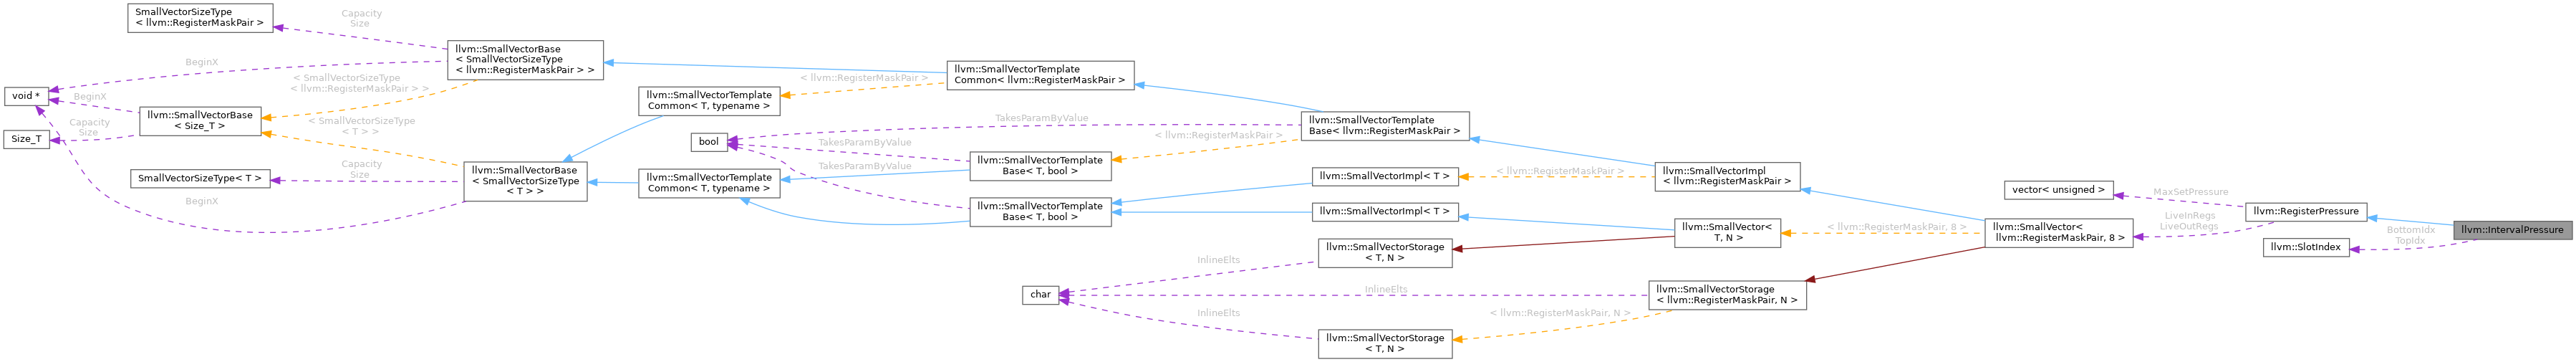 SmallVectorSizeType
< llvm::RegisterMaskPair >
Capacity
Size
llvm::SmallVectorBase
< SmallVectorSizeType
< llvm::RegisterMaskPair > >
BeginX
void *
BeginX
< SmallVectorSizeType
< llvm::RegisterMaskPair > >
llvm::SmallVectorBase
< Size_T >
Capacity
Size
Size_T
< SmallVectorSizeType
< T > >
SmallVectorSizeType< T >
Capacity
Size
BeginX
llvm::SmallVectorBase
< SmallVectorSizeType
< T > >
llvm::SmallVectorTemplate
Common< T, typename >
< llvm::RegisterMaskPair >
llvm::SmallVectorTemplate
Common< llvm::RegisterMaskPair >
bool
llvm::SmallVectorTemplate
Common< T, typename >
TakesParamByValue
TakesParamByValue
TakesParamByValue
llvm::SmallVectorTemplate
Base< T, bool >
llvm::SmallVectorTemplate
Base< T, bool >
< llvm::RegisterMaskPair >
llvm::SmallVectorTemplate
Base< llvm::RegisterMaskPair >
llvm::SmallVectorImpl< T >
llvm::SmallVectorImpl< T >
< llvm::RegisterMaskPair >
llvm::SmallVectorImpl
< llvm::RegisterMaskPair >
llvm::SmallVector<
T, N >
llvm::SmallVectorStorage
< T, N >
char
InlineElts
InlineElts
InlineElts
llvm::SmallVectorStorage
< llvm::RegisterMaskPair, N >
< llvm::RegisterMaskPair, N >
llvm::SmallVectorStorage
< T, N >
< llvm::RegisterMaskPair, 8 >
llvm::SmallVector<
llvm::RegisterMaskPair, 8 >
vector< unsigned >
MaxSetPressure
LiveInRegs
LiveOutRegs
llvm::RegisterPressure
llvm::SlotIndex
BottomIdx
TopIdx
llvm::IntervalPressure